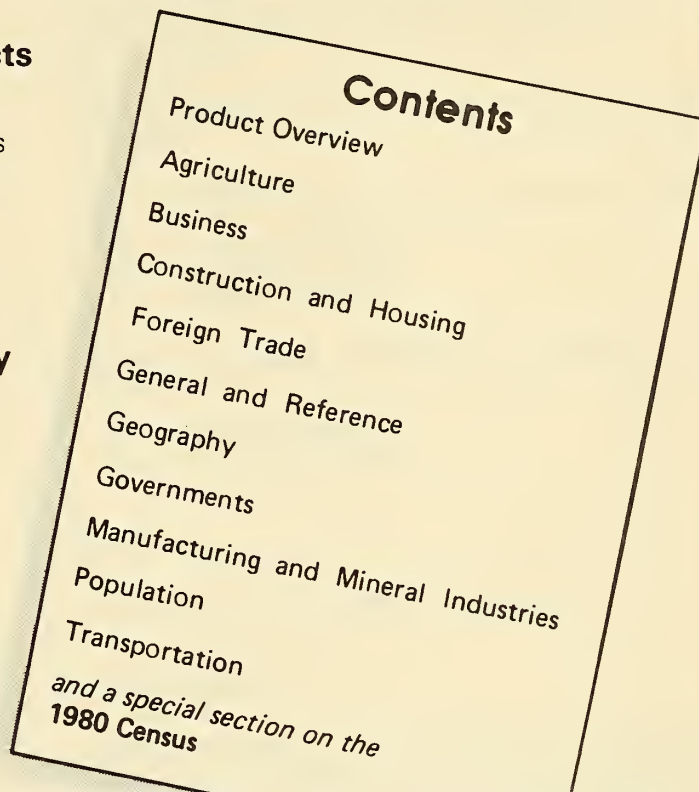 Contents
Product Overview
Agriculture
Business
Construction and Housing
Foreign Trade
General and Reference
Geography
Governments
Manufacturing and Mineral Industries
Population
Transportation
and a special section on the
1980 Census